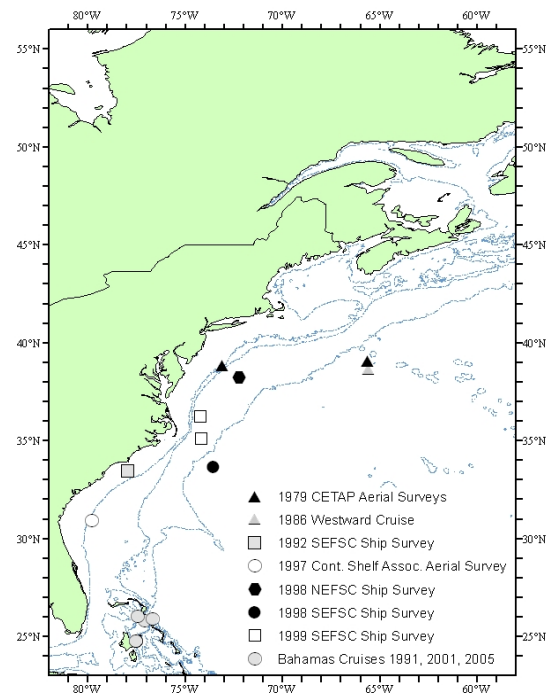 80°W 75°W 70°W 65°W 60°W
55°N 55°N
50°N 50°N
45°N 45°N
40°N 40°N
35°N 35°N
30°N 30°N
25°N 25°N
1979 CETAP Aerial Surveys
1986 Westward Cruise
1992 SEFSC Ship Survey
1997 Cont. Shelf Assoc. Aerial Survey
1998 NEFSC Ship Survey
1998 SEFSC Ship Survey
1999 SEFSC Ship Survey
Bahamas Cruises 1991, 2001, 2005
80°W 75°W 70°W 65°W 60°W